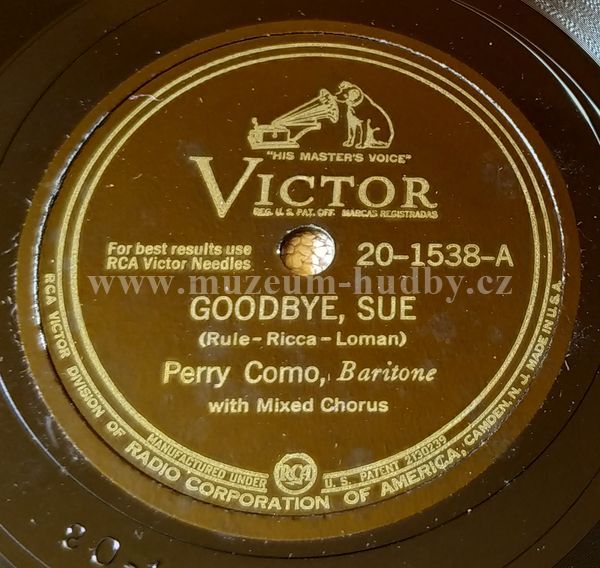 "HIS MASTER'S VOICE"
VICTOR
REG. U.S. PAT. OFF. MARCAS REGISTRADAS
For best results use
RCA Victor Needles
20-1538-A
www.muzeum-hudby.cz
GOODBYE, SUE
(Rule-Ricca-Loman)
Perry Como, Baritone
with Mixed Chorus
MANUFACTURED UNDER RCA U.S. PATENT 2130239
RCA VICTOR DIVISION OF RADIO CORPORATION OF AMERICA, CAMDEN, N. J. MADE IN U.S.A.